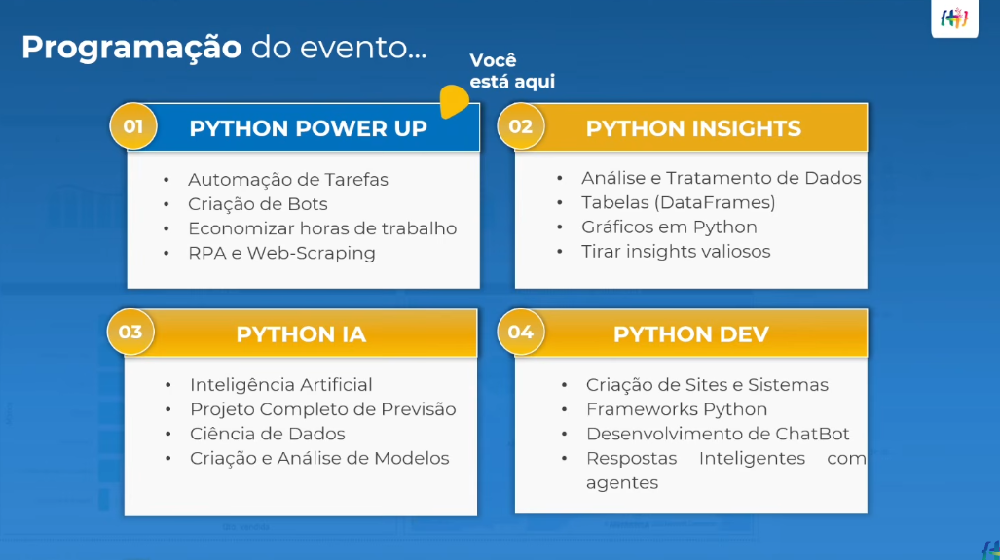 Programação do evento...
Você
está aqui
01
PYTHON POWER UP
• Automação de Tarefas
• Criação de Bots
• Economizar horas de trabalho
• RPA e Web-Scraping
02
PYTHON INSIGHTS
• Análise e Tratamento de Dados
• Tabelas (DataFrames)
• Gráficos em Python
• Tirar insights valiosos
03
PYTHON IA
• Inteligência Artificial
• Projeto Completo de Previsão
• Ciência de Dados
• Criação e Análise de Modelos
04
PYTHON DEV
• Criação de Sites e Sistemas
• Frameworks Python
• Desenvolvimento de ChatBot
• Respostas Inteligentes com
agentes